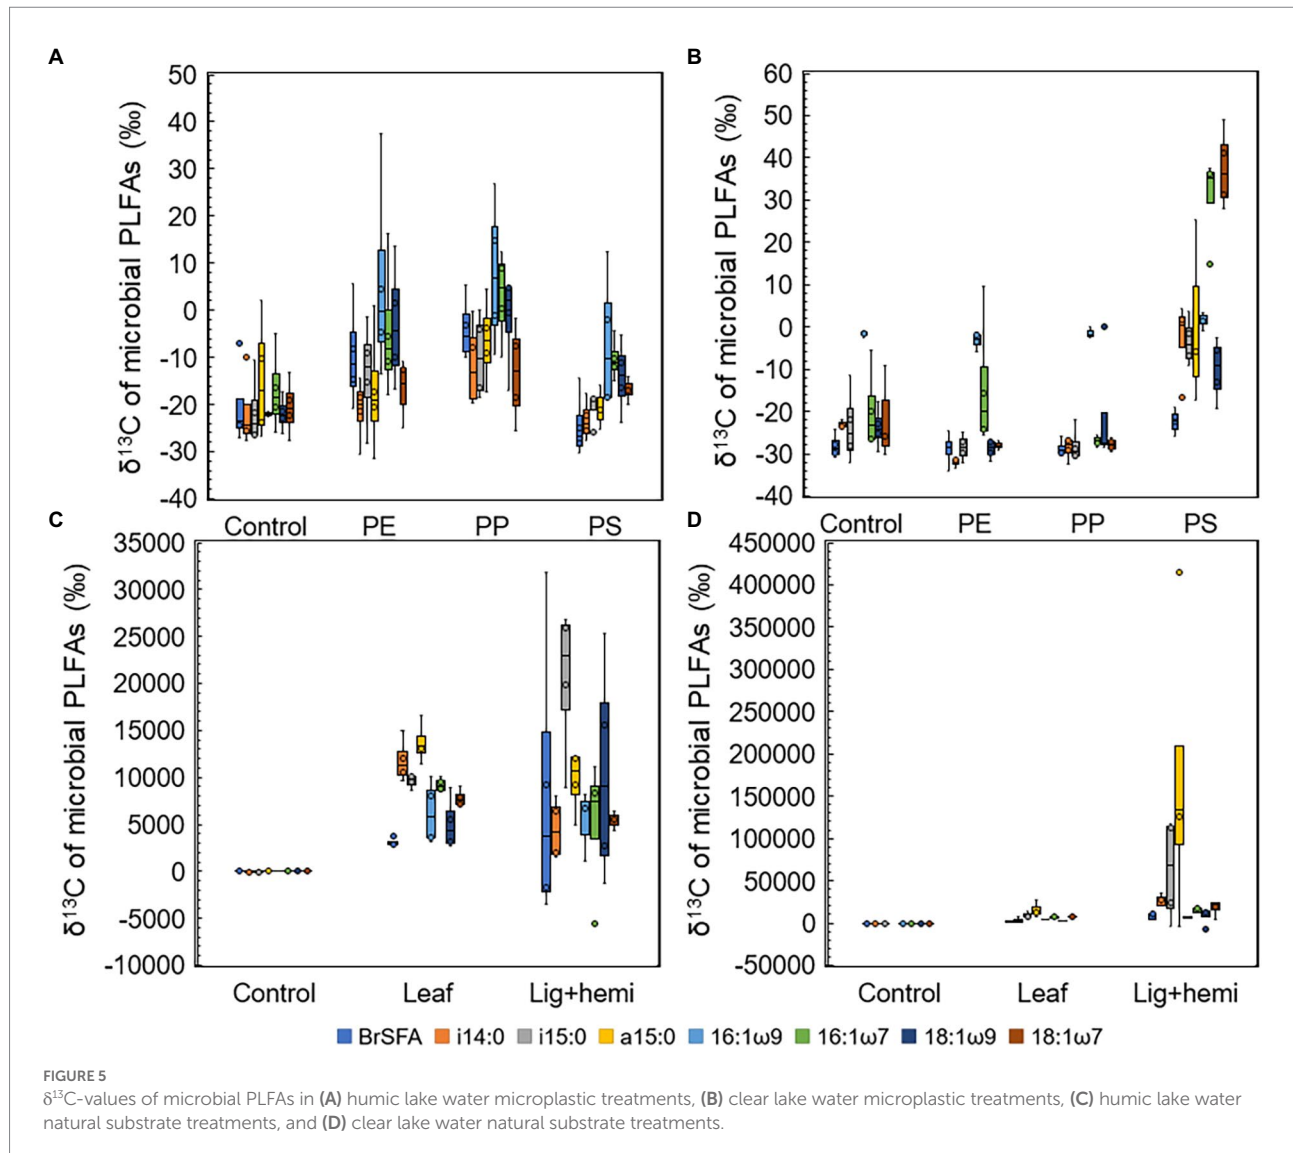 A
B
δ¹³C of microbial PLFAs (‰)
50
40
30
20
10
0
-10
-20
-30
-40
Control PE PP PS
δ¹³C of microbial PLFAs (‰)
60
50
40
30
20
10
-0
-10
-20
-30
-40
Control PE PP PS
C
D
δ¹³C of microbial PLFAs (‰)
35000
30000
25000
20000
15000
10000
5000
0
-5000
-10000
Control Leaf Lig+hemi
δ¹³C of microbial PLFAs (‰)
450000
400000
350000
300000
250000
200000
150000
100000
50000
0
-50000
Control Leaf Lig+hemi
BrSFA i14:0 i15:0 a15:0 16:1ω9 16:1ω7 18:1ω9 18:1ω7
FIGURE 5
δ¹³C-values of microbial PLFAs in (A) humic lake water microplastic treatments, (B) clear lake water microplastic treatments, (C) humic lake water
natural substrate treatments, and (D) clear lake water natural substrate treatments.